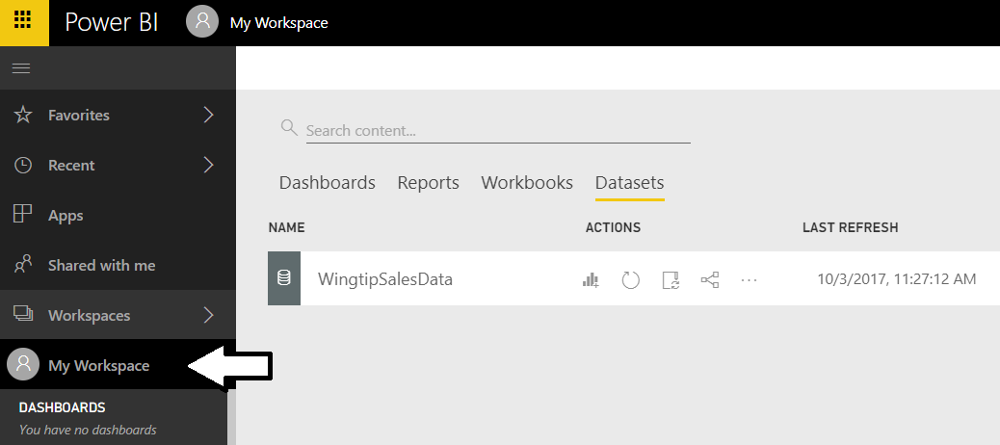 Power BI
My Workspace
Favorites
Recent
Apps
Shared with me
Workspaces
My Workspace
DASHBOARDS
You have no dashboards
Search content...
Dashboards Reports Workbooks Datasets
NAME ACTIONS LAST REFRESH
WingtipSalesData ... 10/3/2017, 11:27:12 AM